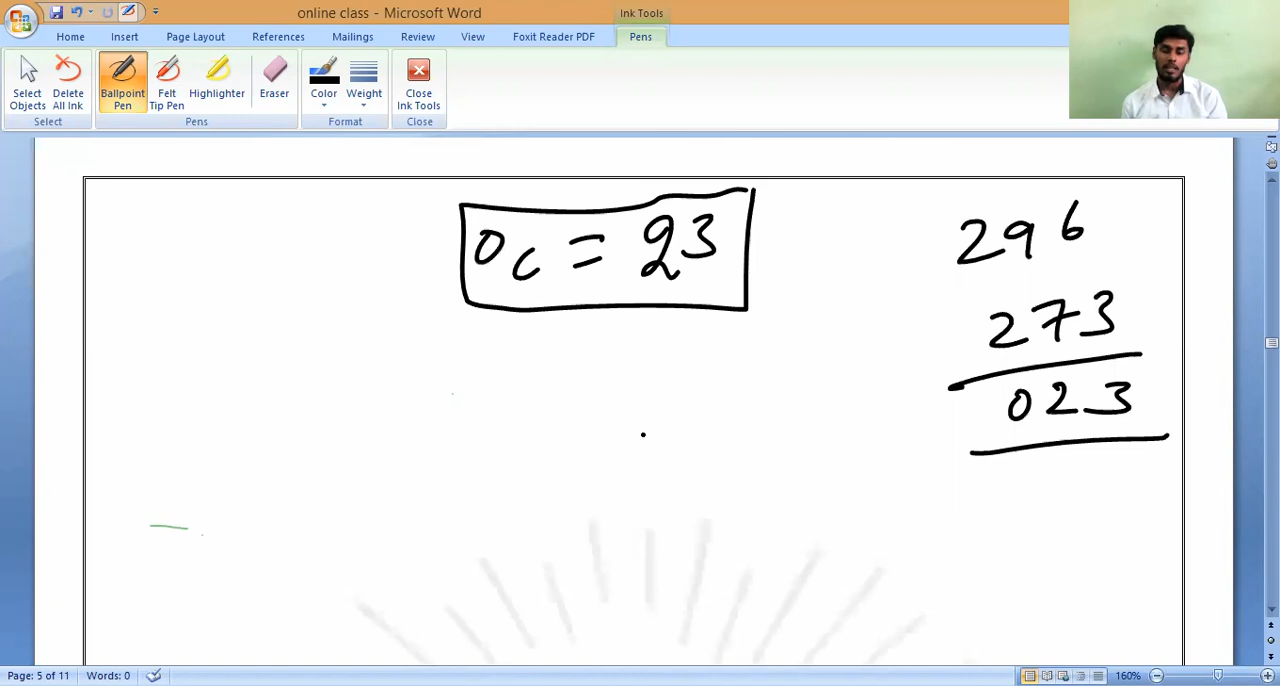 online class - Microsoft Word
Ink Tools
Home Insert Page Layout References Mailings Review View Foxit Reader PDF Pens
Select Objects
Delete All Ink
Ballpoint Pen
Felt Tip Pen
Highlighter
Eraser
Color
Weight
Close Ink Tools
Select Pens Format Close
0c = 23
296
273
023
Page: 5 of 11 Words: 0 160%